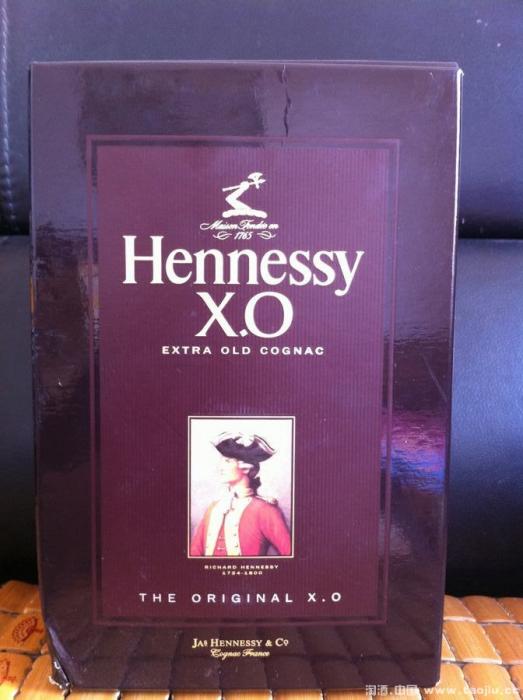 Maison Fondée en
1765
Hennessy
X.O
EXTRA OLD COGNAC
RICHARD HENNESSY
1724-1800
THE ORIGINAL X.O
JAS HENNESSY & CO
Cognac France
淘酒.中国 www.taojiu.cn